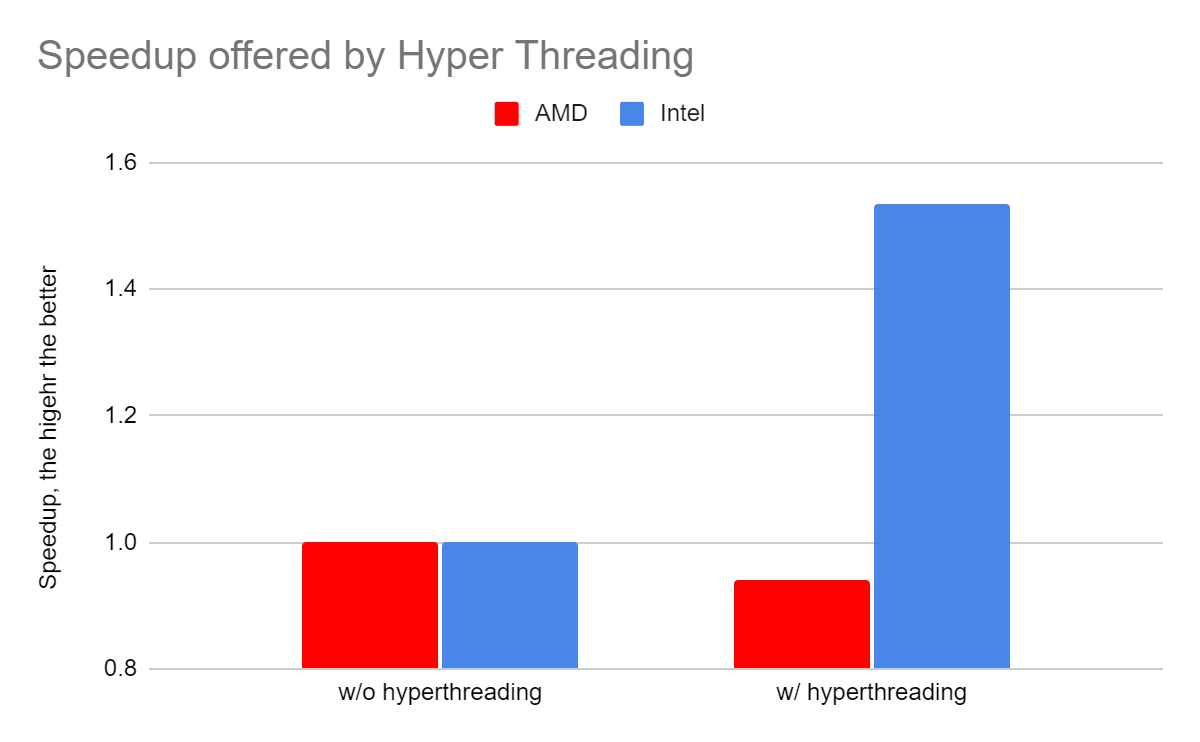 Speedup offered by Hyper Threading
AMD
Intel
1.6
1.4
1.2
1.0
0.8
Speedup, the higehr the better
w/o hyperthreading
w/ hyperthreading